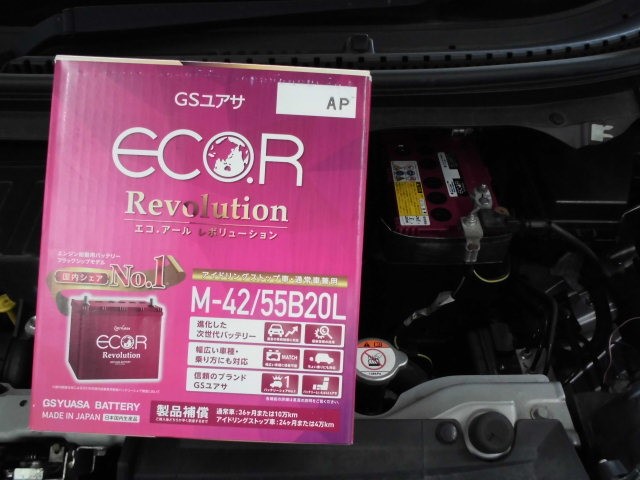 GSユアサ
AP
ECO.R
Revolution
エコ.アール レボリューション
エンジン始動用バッテリー
フラッグシップモデル
国内シェア No.1
アイドリングストップ車・通常車兼用
M-42/55B20L
進化した
次世代バッテリー
幅広い車種・
乗り方にも対応
MATCH
信頼のブランド
GSユアサ
ECO.R
Revolution
GSYUASA BATTERY
MADE IN JAPAN 日本国内生産品
製品補償
通常車:36ヶ月または10万km
アイドリングストップ車:24ヶ月または4万km